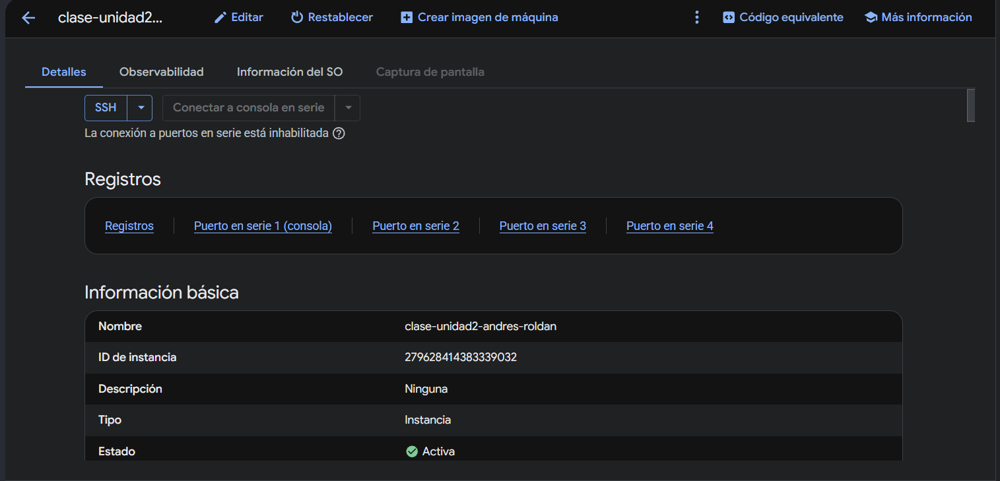 clase-unidad2... Editar Restablecer Crear imagen de máquina Código equivalente Más información
Detalles Observabilidad Información del SO Captura de pantalla
SSH Conectar a consola en serie
La conexión a puertos en serie está inhabilitada
Registros
Registros Puerto en serie 1 (consola) Puerto en serie 2 Puerto en serie 3 Puerto en serie 4
Información básica
Nombre clase-unidad2-andres-roldan
ID de instancia 279628414383339032
Descripción Ninguna
Tipo Instancia
Estado Activa